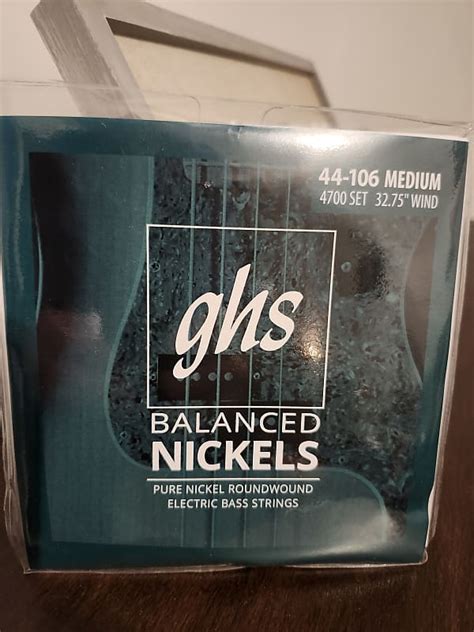 44-106 MEDIUM
4700 SET 32.75" WIND
ghs
BALANCED
NICKELS
PURE NICKEL ROUNDWOUND
ELECTRIC BASS STRINGS